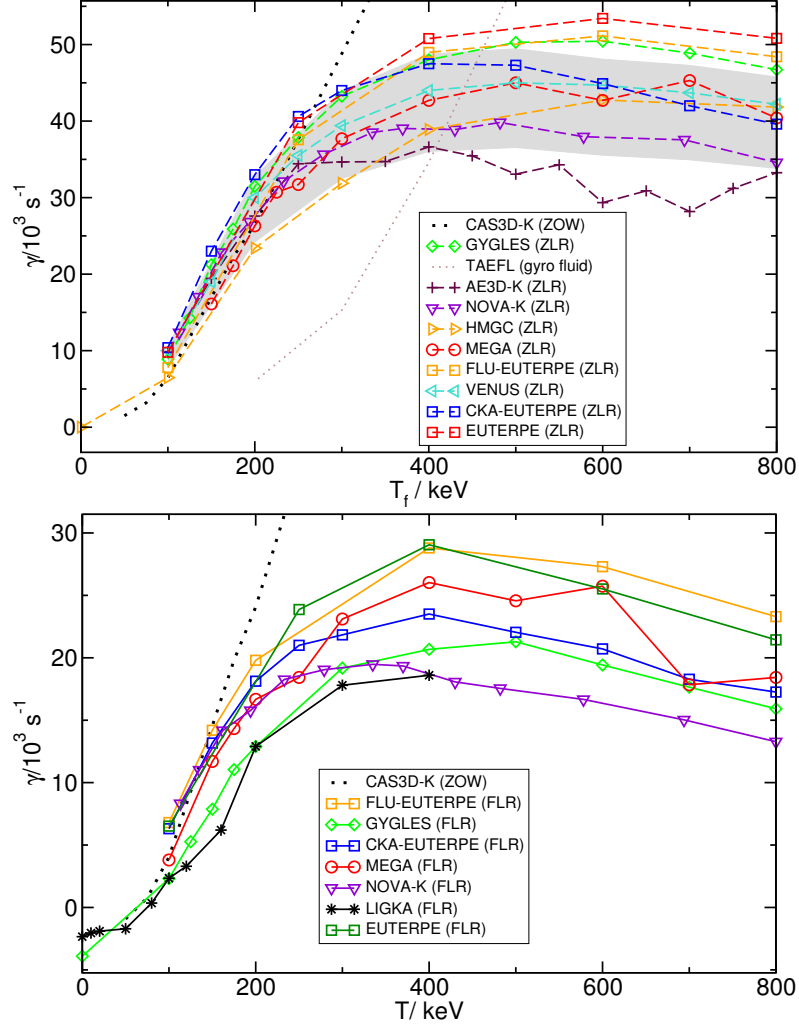 50
40
30
20
10
0
γ/10³ s⁻¹
CAS3D-K (ZOW)
GYGLES (ZLR)
TAEFL (gyro fluid)
AE3D-K (ZLR)
NOVA-K (ZLR)
HMGC (ZLR)
MEGA (ZLR)
FLU-EUTERPE (ZLR)
VENUS (ZLR)
CKA-EUTERPE (ZLR)
EUTERPE (ZLR)
0 200 400 600 800
T_f / keV
30
20
10
0
γ/10³ s⁻¹
CAS3D-K (ZOW)
FLU-EUTERPE (FLR)
GYGLES (FLR)
CKA-EUTERPE (FLR)
MEGA (FLR)
NOVA-K (FLR)
LIGKA (FLR)
EUTERPE (FLR)
0 200 400 600 800
T/ keV